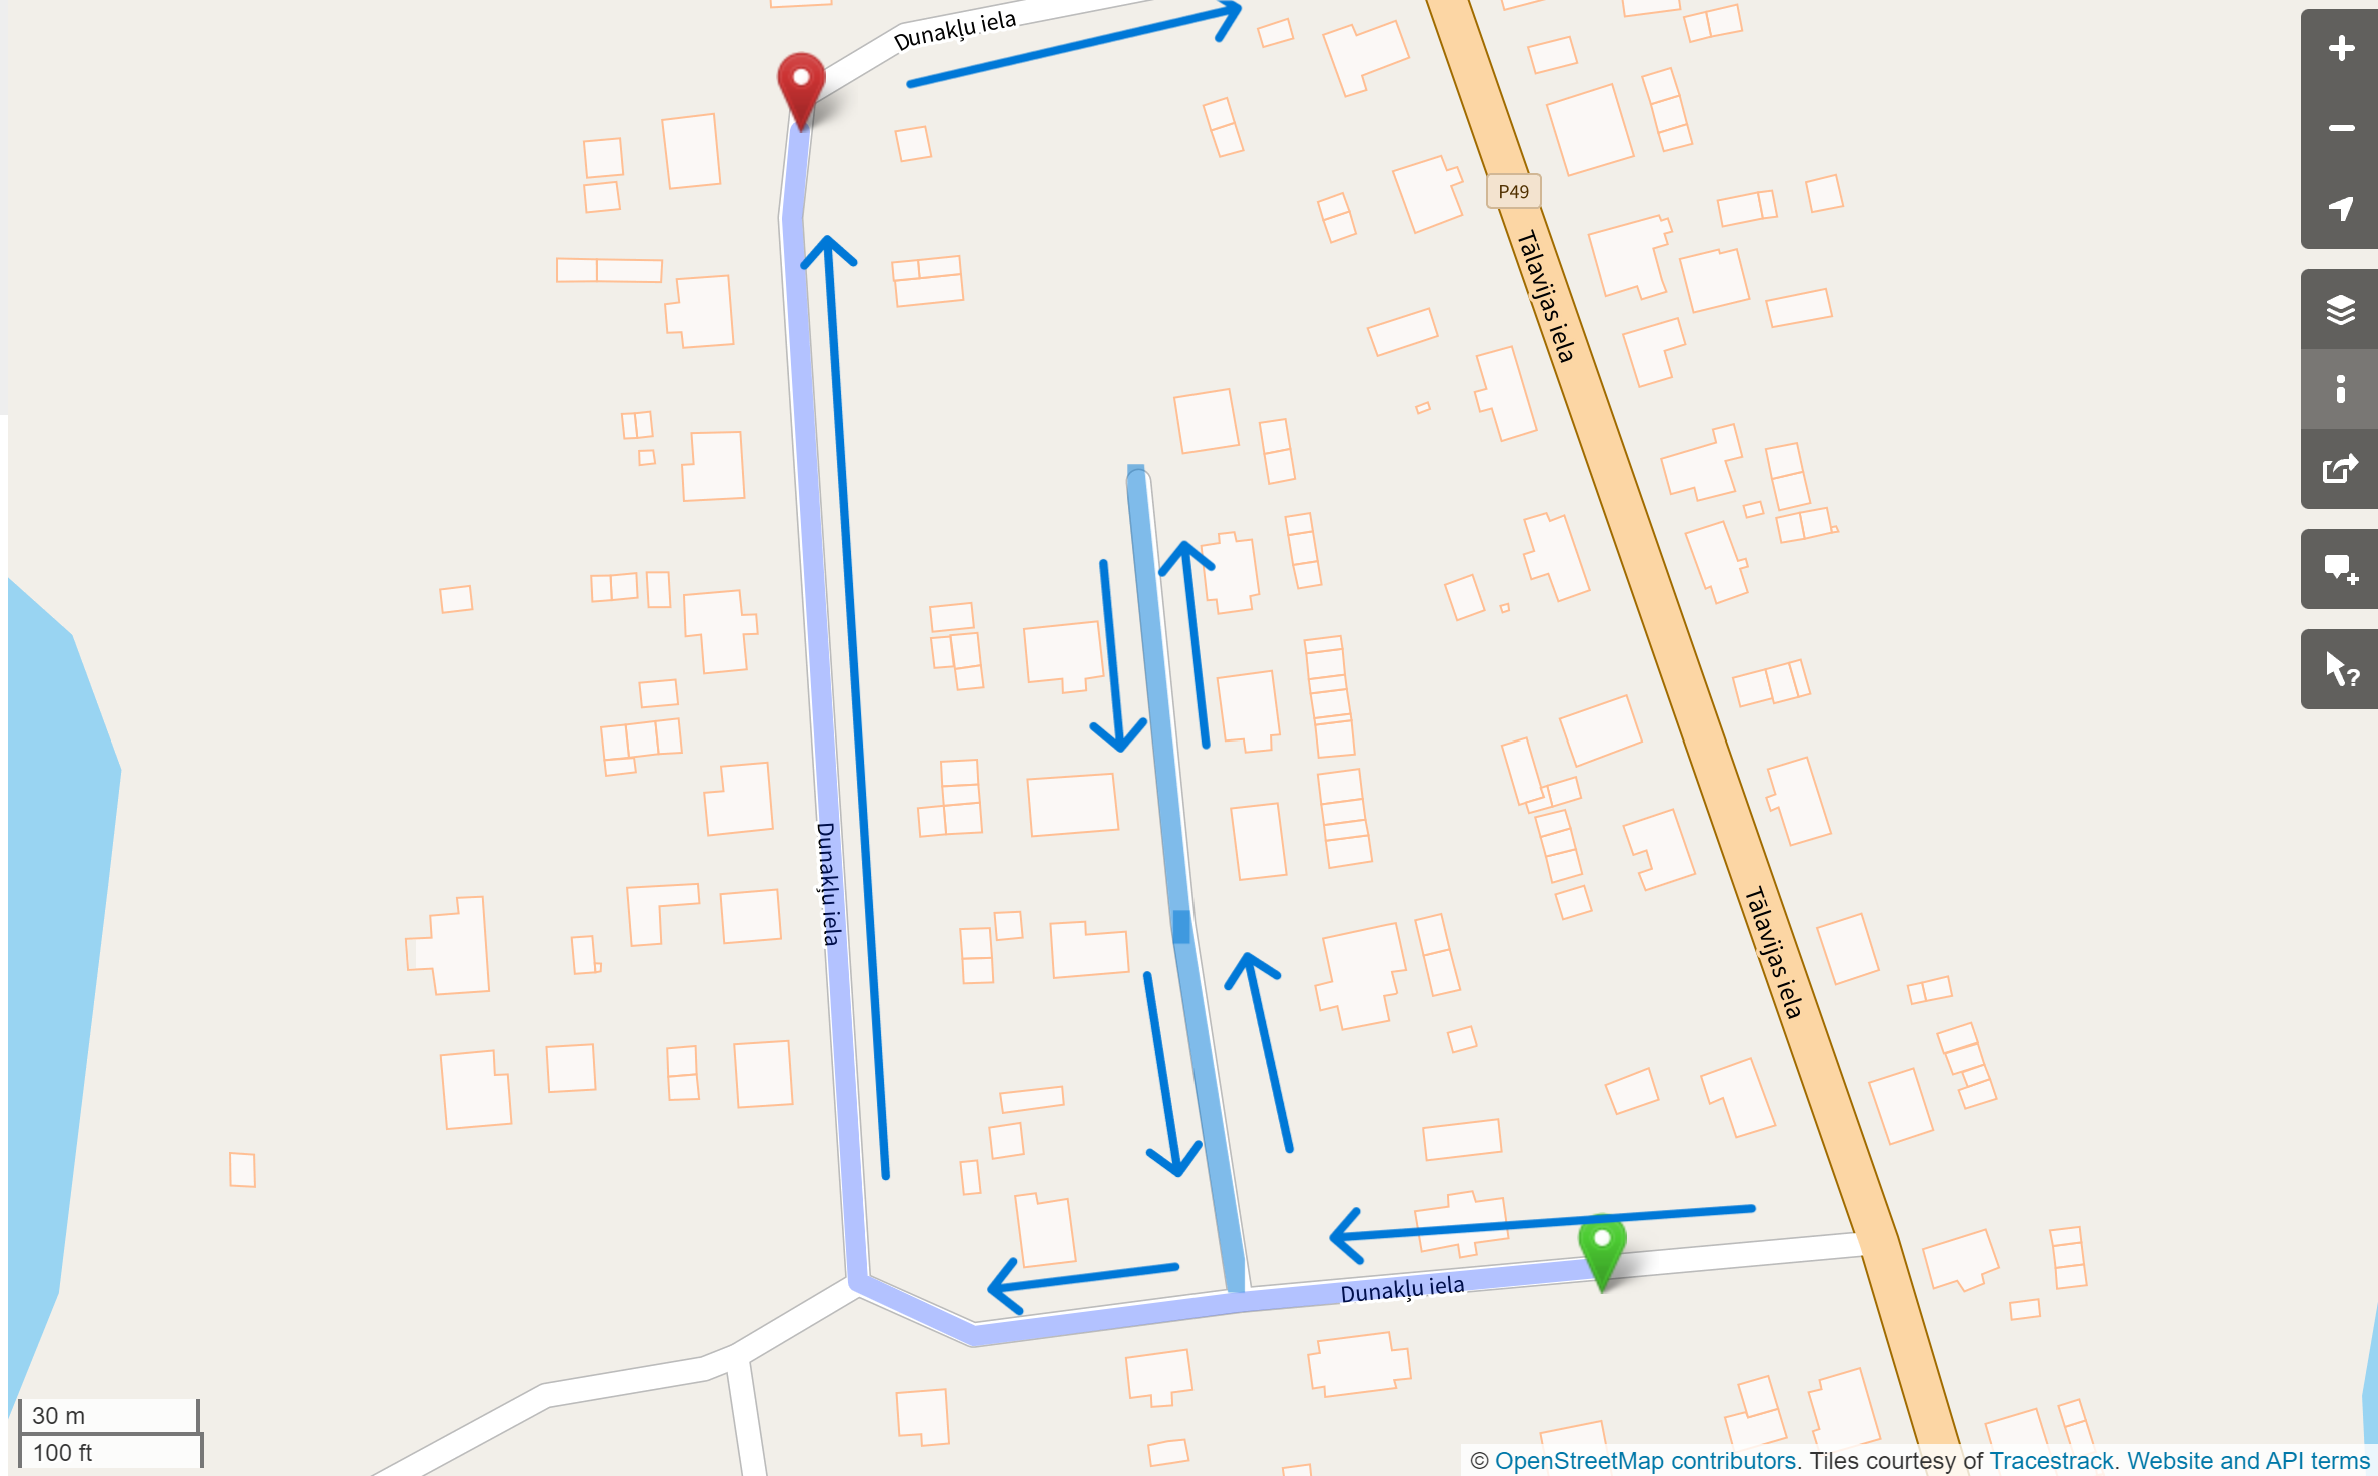 Dunakļu iela
P49
Tālavijas iela
Dunakļu iela
Tālavijas iela
Dunakļu iela
30 m
100 ft
© OpenStreetMap contributors. Tiles courtesy of Tracestrack. Website and API terms
?